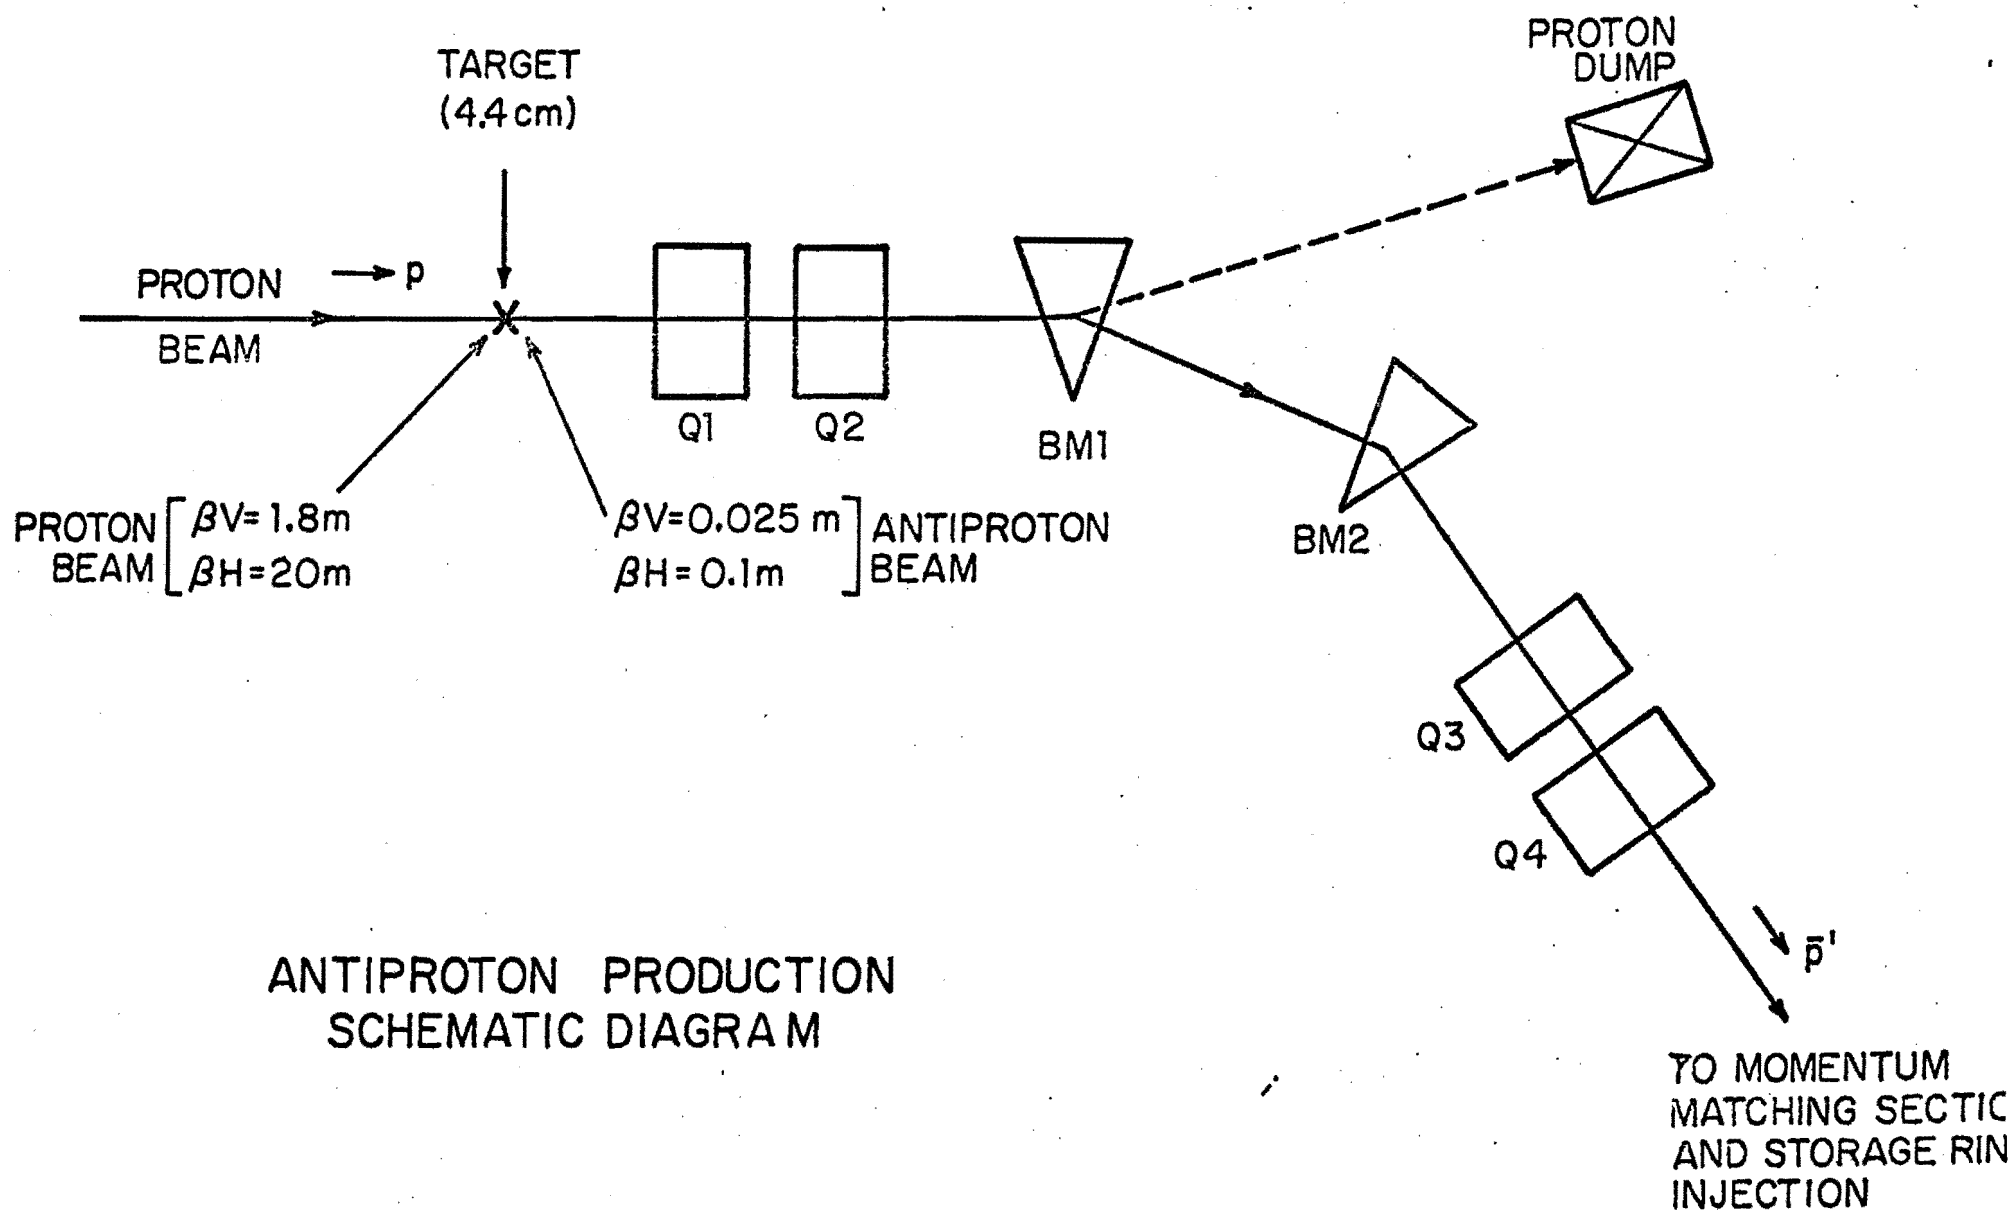 PROTON
DUMP
TARGET
(4.4 cm)
PROTON → p
BEAM
Q1
Q2
BM1
BM2
PROTON
BEAM
βV= 1.8m
βH=20m
βV=0.025 m
βH= 0.1m
ANTIPROTON
BEAM
Q3
Q4
p̄'
ANTIPROTON PRODUCTION
SCHEMATIC DIAGRAM
TO MOMENTUM
MATCHING SECTIC
AND STORAGE RIN
INJECTION